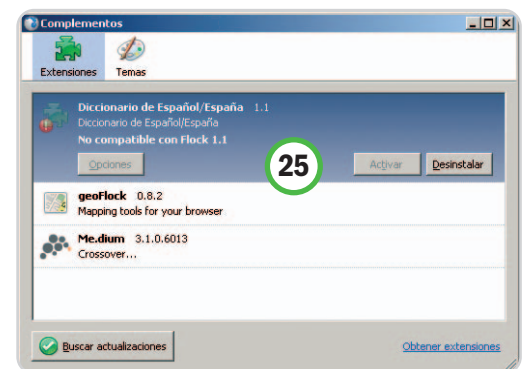 Complementos
Extensiones Temas
Diccionario de Español/España 1.1
Diccionario de Español/España
No compatible con Flock 1.1
Opciones 25 Activar Desinstalar
geoFlock 0.8.2
Mapping tools for your browser
Me.dium 3.1.0.6013
Crossover...
Buscar actualizaciones Obtener extensiones